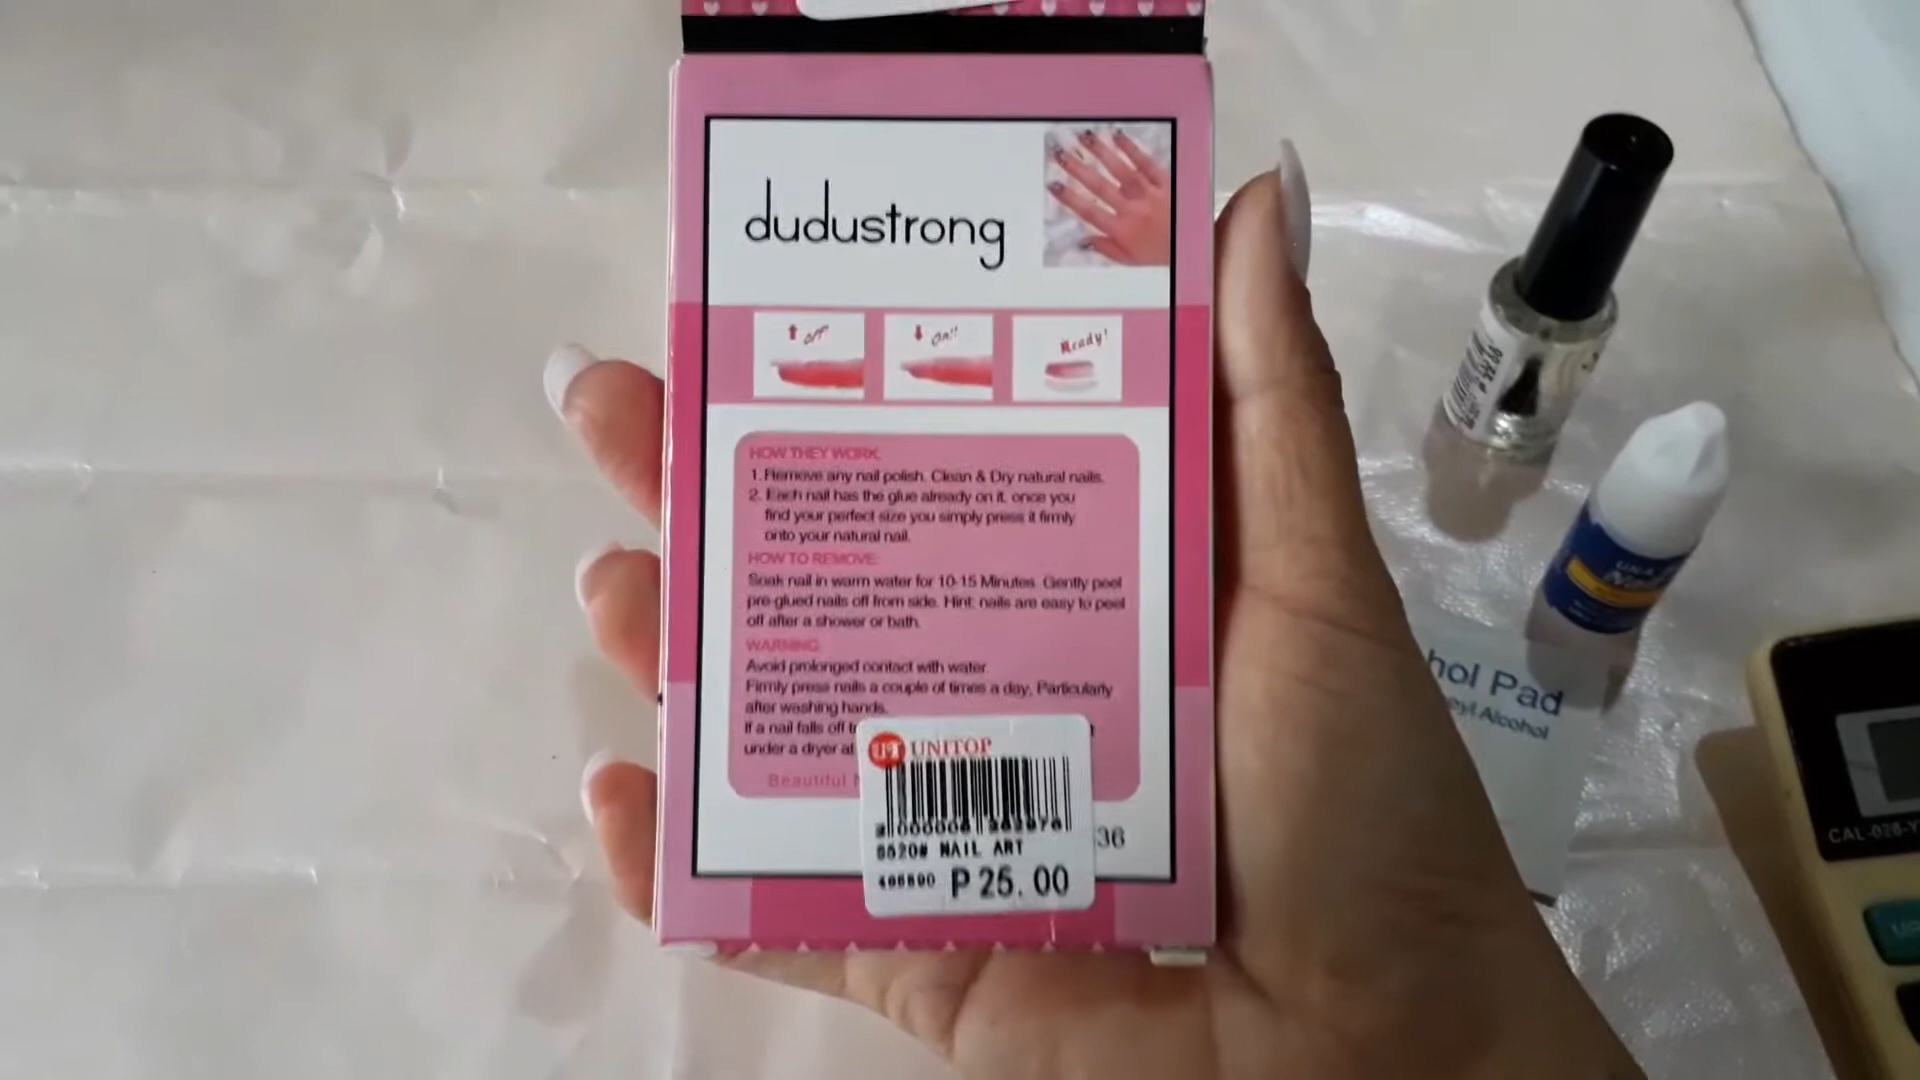 dudustrong
off
On!!
Ready!
HOW THEY WORK:
1. Remove any nail polish. Clean & Dry natural nails.
2. Each nail has the glue already on it, once you
find your perfect size you simply press it firmly
onto your natural nail.
HOW TO REMOVE:
Soak nail in warm water for 10-15 Minutes. Gently peel
pre-glued nails off from side. Hint: nails are easy to peel
off after a shower or bath.
WARNING:
Avoid prolonged contact with water.
Firmly press nails a couple of times a day, Particularly
after washing hands.
If a nail falls off
under a dryer
Beautiful
UT UNITOP
8520# NAIL ART
P 25.00
36
UNA
hol Pad
Alcohol